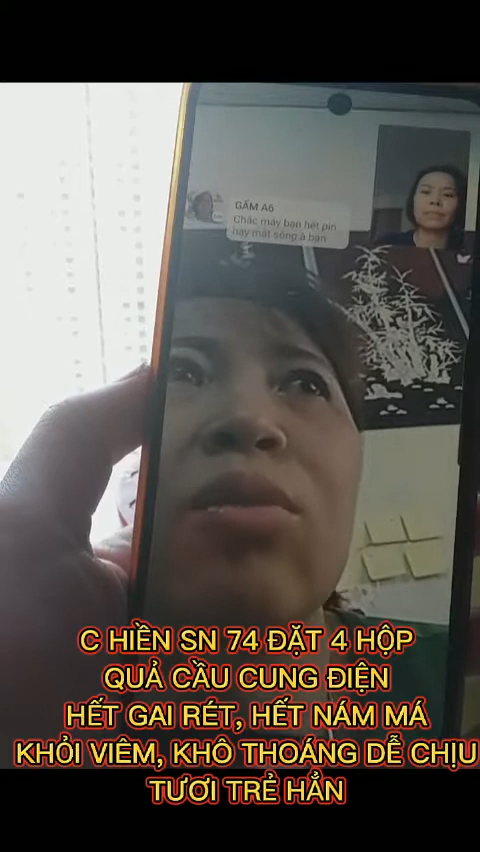 GẤM A6
Chắc máy bạn hết pin
hay mất sóng à bạn
C HIỀN SN 74 ĐẶT 4 HỘP
QUẢ CẦU CUNG ĐIỆN
HẾT GAI RÉT, HẾT NÁM MÁ
KHỎI VIÊM, KHÔ THOÁNG DỄ CHỊU
TƯƠI TRẺ HẲN